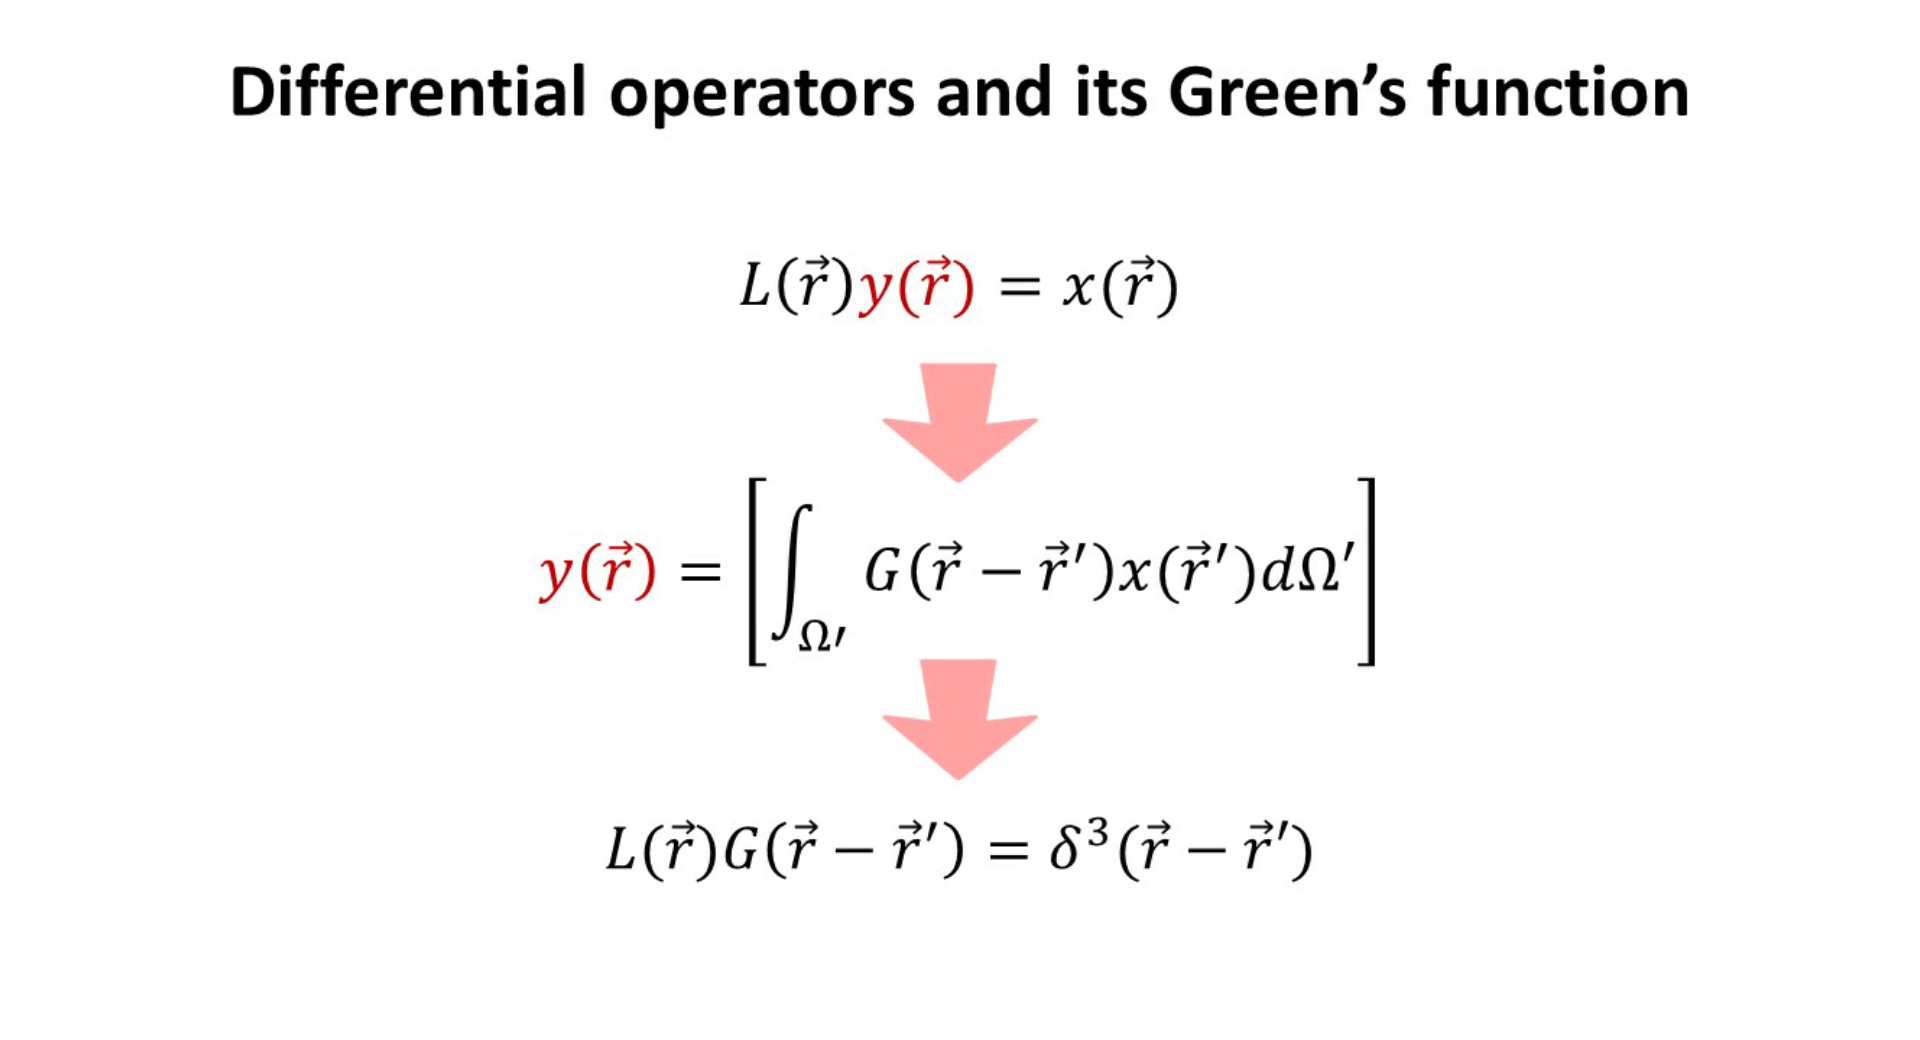 Differential operators and its Green’s function
L(r⃗)y(r⃗) = x(r⃗)
y(r⃗) = [∫_Ω′ G(r⃗ − r⃗′)x(r⃗′)dΩ′]
L(r⃗)G(r⃗ − r⃗′) = δ³(r⃗ − r⃗′)